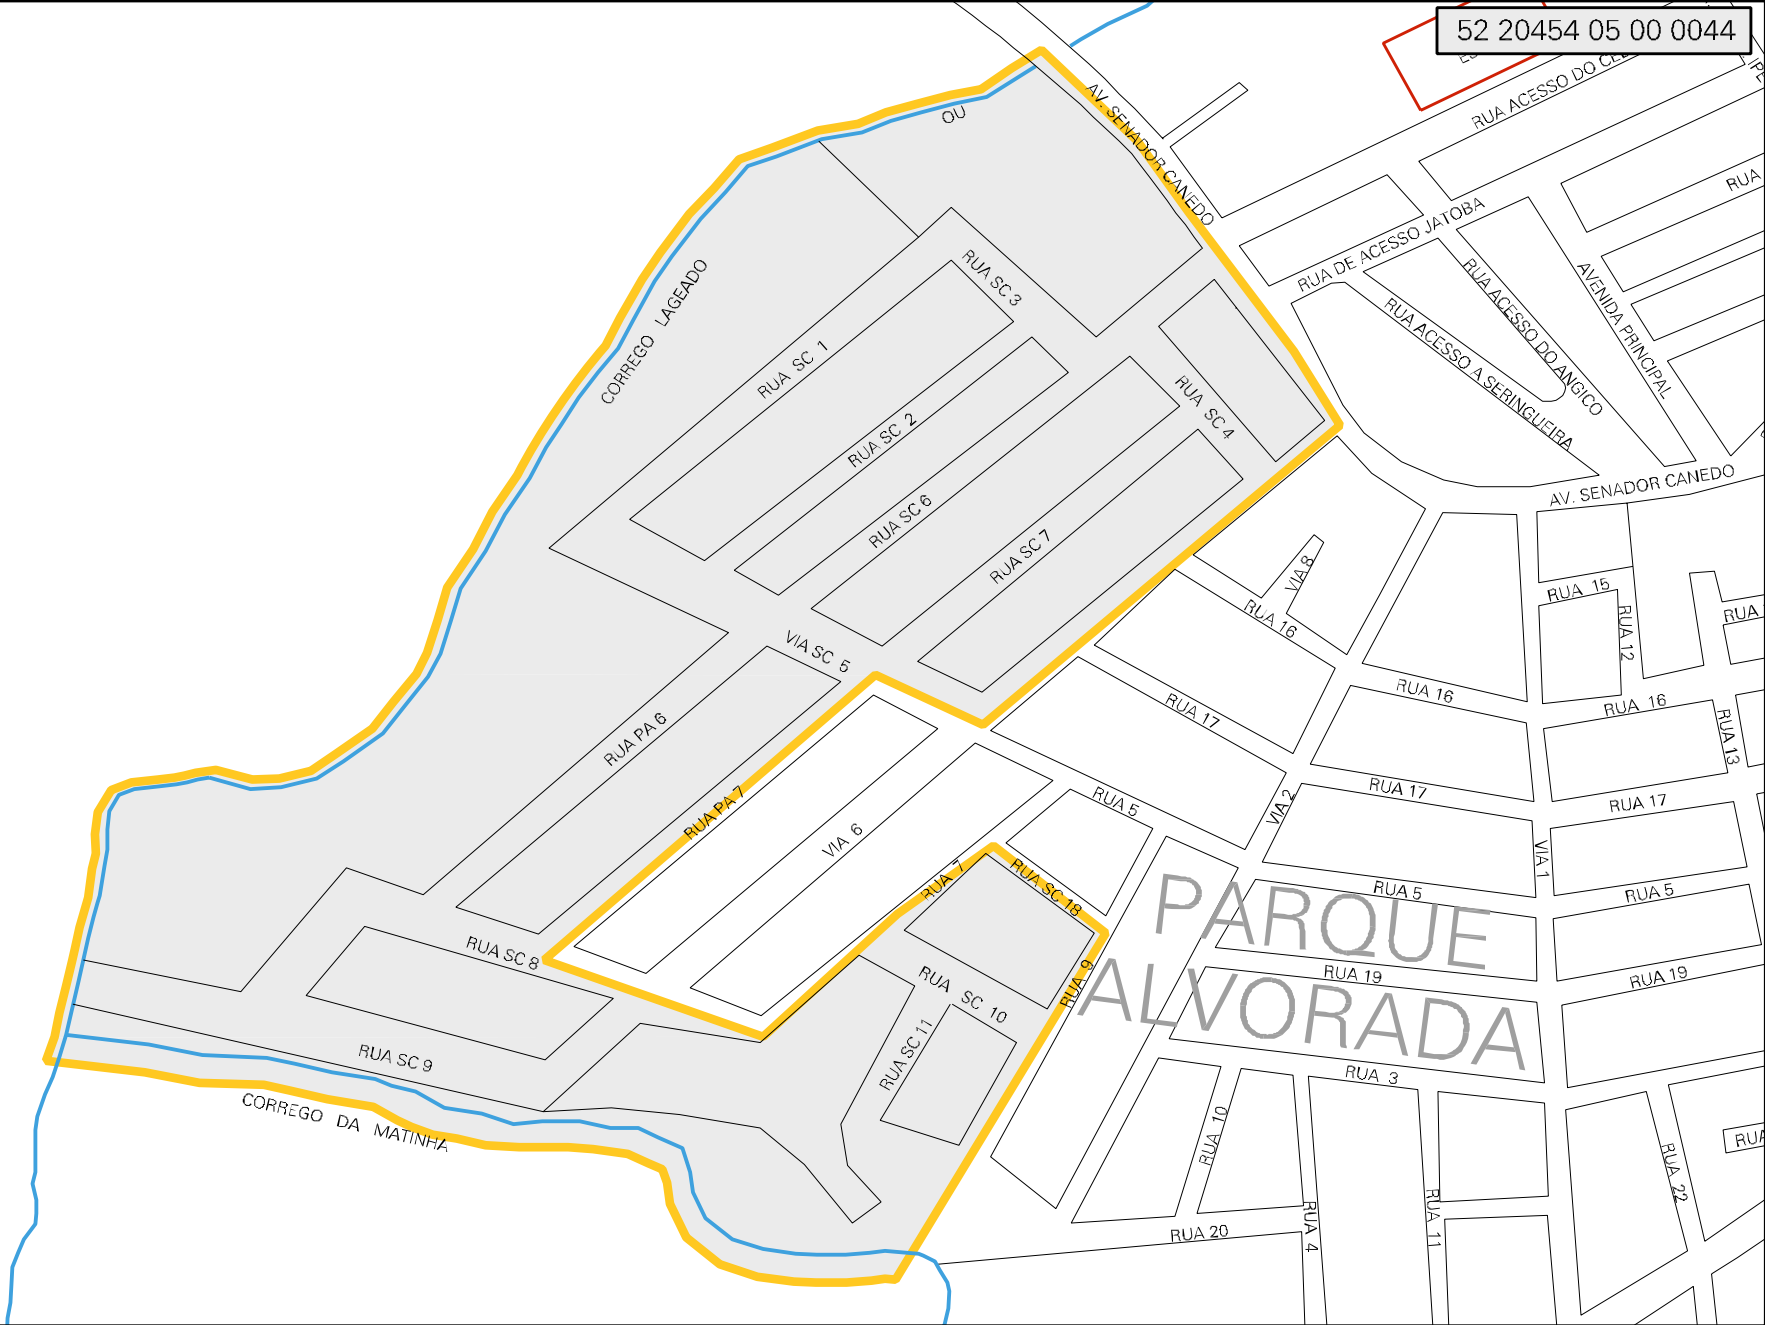 52 20454 05 00 0044
RUA ACESSO DO
OU
AV. SENADOR CANEDO
RUA
RUA DE ACESSO JATOBA
RUA SC 3
CORREGO LAGEADO
RUA ACESSO DO ANGICO
AVENIDA PRINCIPAL
RUA ACESSO A SERINGUEIRA
RUA SC 1
RUA SC 4
RUA SC 2
AV. SENADOR CANEDO
RUA SC 6
RUA SC 7
VIA 8
RUA 15
RUA 16
RUA 12
RUA
VIA SC 5
RUA 16
RUA 16
RUA 17
RUA 13
RUA PA 6
RUA 17
RUA 17
RUA PA 7
RUA 5
VIA 2
VIA 6
VIA 1
RUA 7
RUA SC 18
RUA 5
RUA 5
PARQUE
ALVORADA
RUA SC 8
RUA 9
RUA 19
RUA 19
RUA SC 10
RUA SC 11
RUA SC 9
RUA 3
CORREGO DA MATINHA
RUA 10
RUA
RUA 22
RUA 20
RUA 4
RUA 11